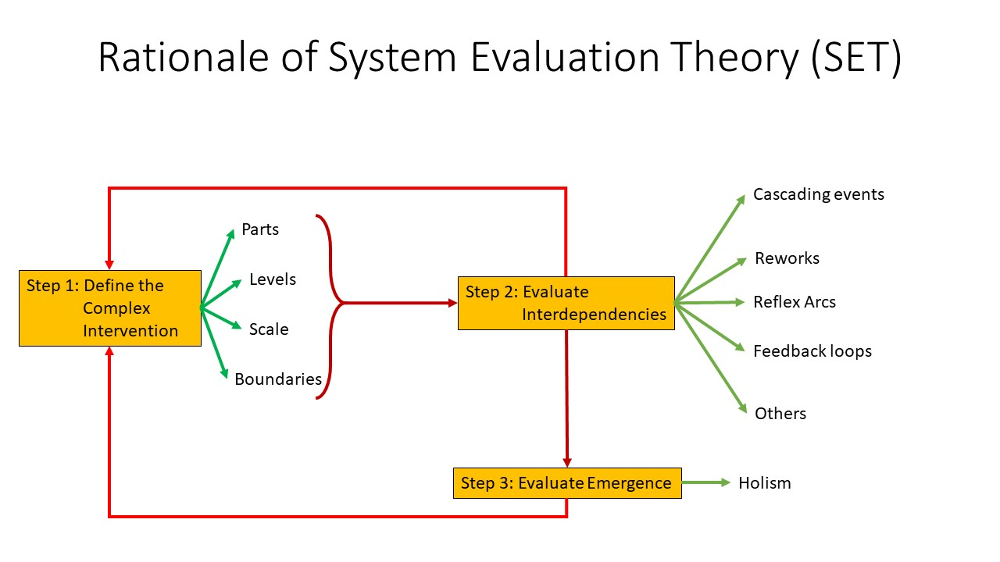 Rationale of System Evaluation Theory (SET)
Step 1: Define the
Complex
Intervention
Parts
Levels
Scale
Boundaries
Step 2: Evaluate
Interdependencies
Cascading events
Reworks
Reflex Arcs
Feedback loops
Others
Step 3: Evaluate Emergence
Holism